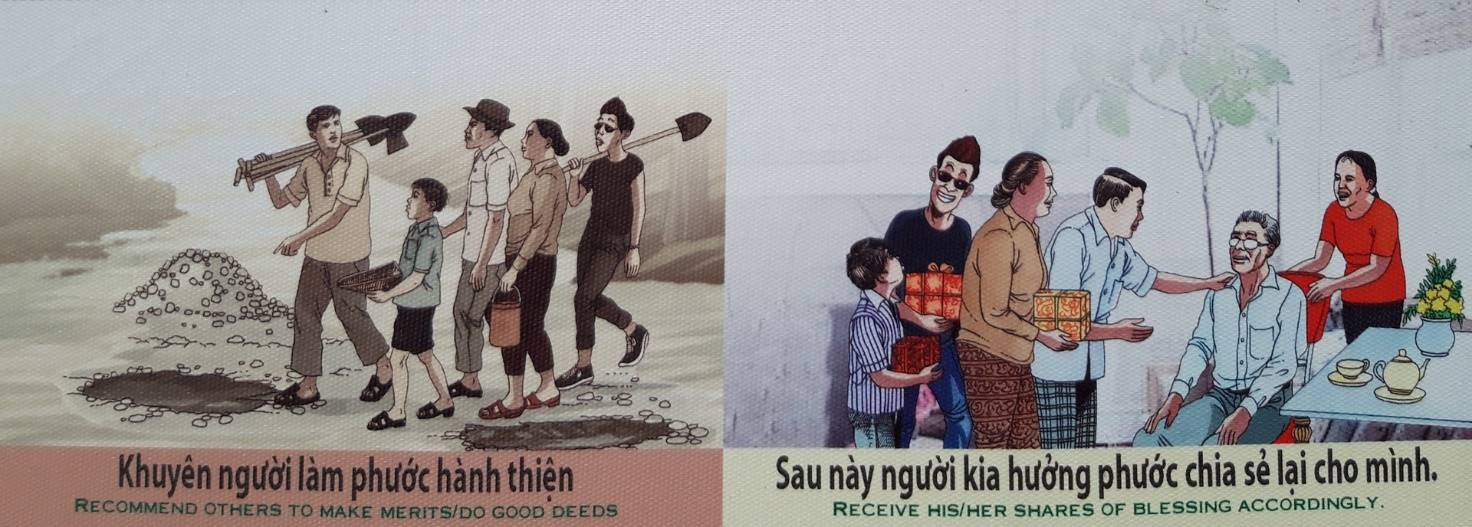 Khuyên người làm phước hành thiện
RECOMMEND OTHERS TO MAKE MERITS/DO GOOD DEEDS
Sau này người kia hưởng phước chia sẻ lại cho mình.
RECEIVE HIS/HER SHARES OF BLESSING ACCORDINGLY.